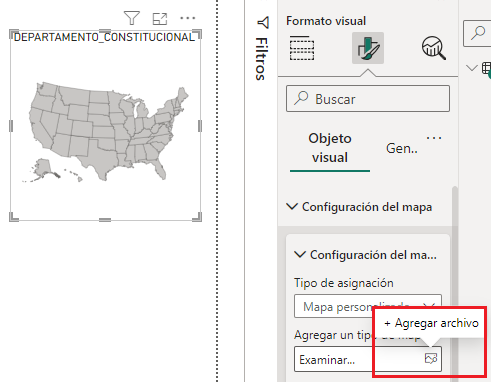 DEPARTAMENTO_CONSTITUCIONAL
Filtros
Formato visual
Buscar
Objeto
visual
Gen...
Configuración del mapa
Configuración del ma...
Tipo de asignación
Mapa personalizado
+ Agregar archivo
Agregar un tipo de map
Examinar...